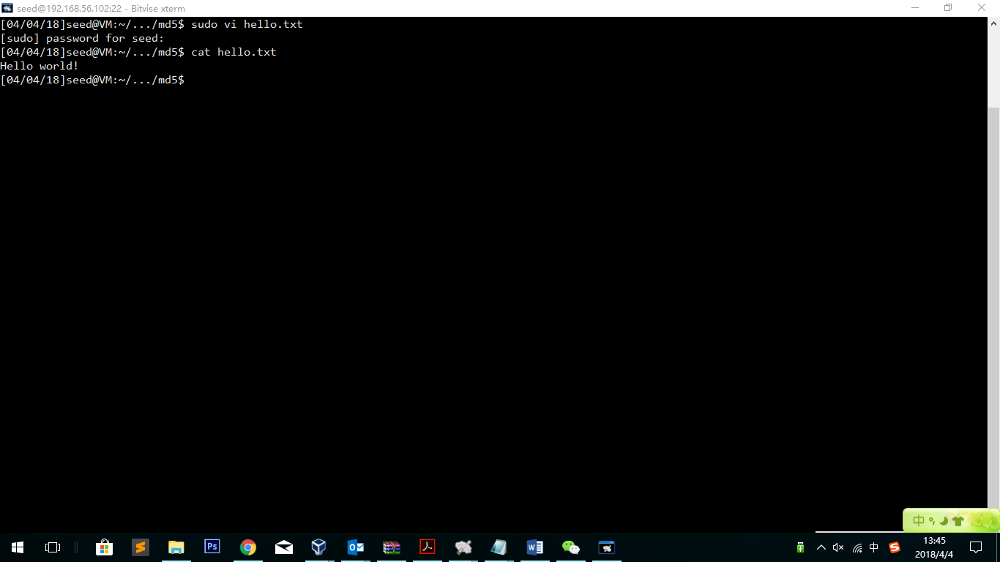 seed@192.168.56.102:22 - Bitvise xterm
[04/04/18]seed@VM:~/.../md5$ sudo vi hello.txt
[sudo] password for seed:
[04/04/18]seed@VM:~/.../md5$ cat hello.txt
Hello world!
[04/04/18]seed@VM:~/.../md5$
中
Ps
中
13:45
2018/4/4